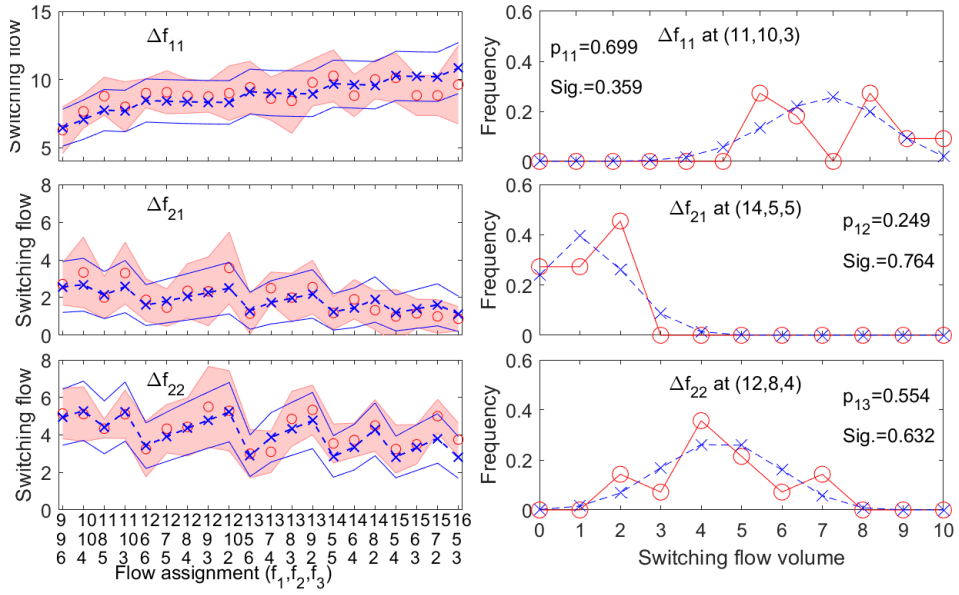 Switching flow
15
10
5
Δf11
Switching flow
8
6
4
2
0
Δf21
Switching flow
8
6
4
2
0
Δf22
9 10 11 11 12 12 12 12 12 13 13 13 13 14 14 14 15 15 15 16
9 10 8 10 6 7 8 9 10 5 7 8 9 5 6 8 5 6 7 5
6 4 5 3 6 5 4 3 2 6 4 3 2 5 4 2 4 3 2 3
Flow assignment (f1,f2,f3)
Frequency
0.6
0.4
0.2
0
p11=0.699
Sig.=0.359
Δf11 at (11,10,3)
Frequency
0.6
0.4
0.2
0
Δf21 at (14,5,5)
p12=0.249
Sig.=0.764
Frequency
0.6
0.4
0.2
0
Δf22 at (12,8,4)
p13=0.554
Sig.=0.632
0 1 2 3 4 5 6 7 8 9 10
Switching flow volume